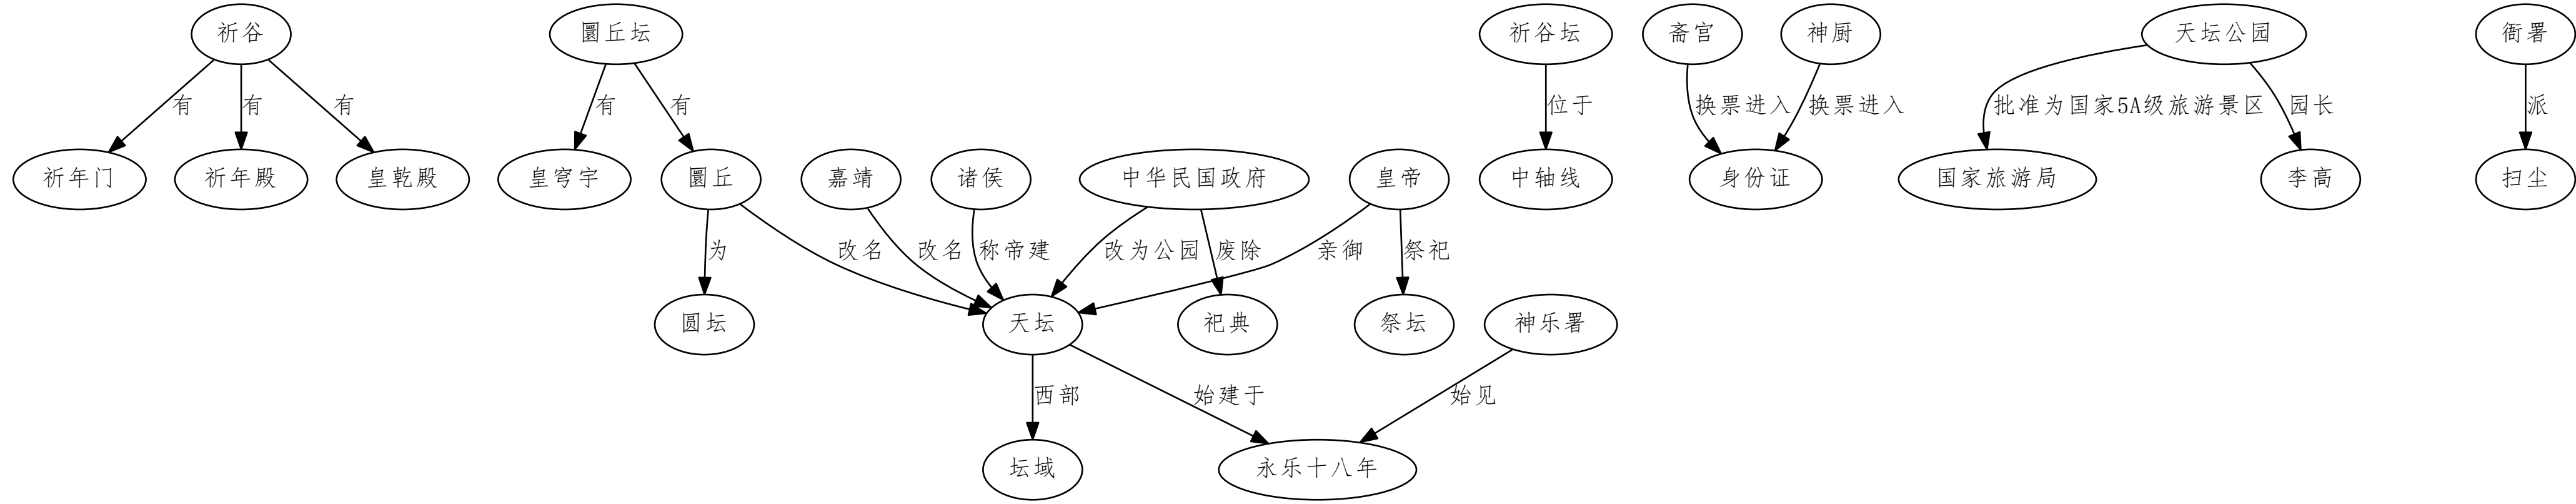 祈谷 圜丘坛 祈谷坛 斋宫 神厨 天坛公园 衙署
有 有 有 有 有 位于 换票进入 换票进入 批准为国家5A级旅游景区 园长 派
祈年门 祈年殿 皇乾殿 皇穹宇 圜丘 嘉靖 诸侯 中华民国政府 皇帝 中轴线 身份证 国家旅游局 李高 扫尘
为 改名 改名 称帝建 改为公园 废除 亲御 祭祀
圆坛 天坛 祀典 祭坛 神乐署
西部 始建于 始见
坛域 永乐十八年